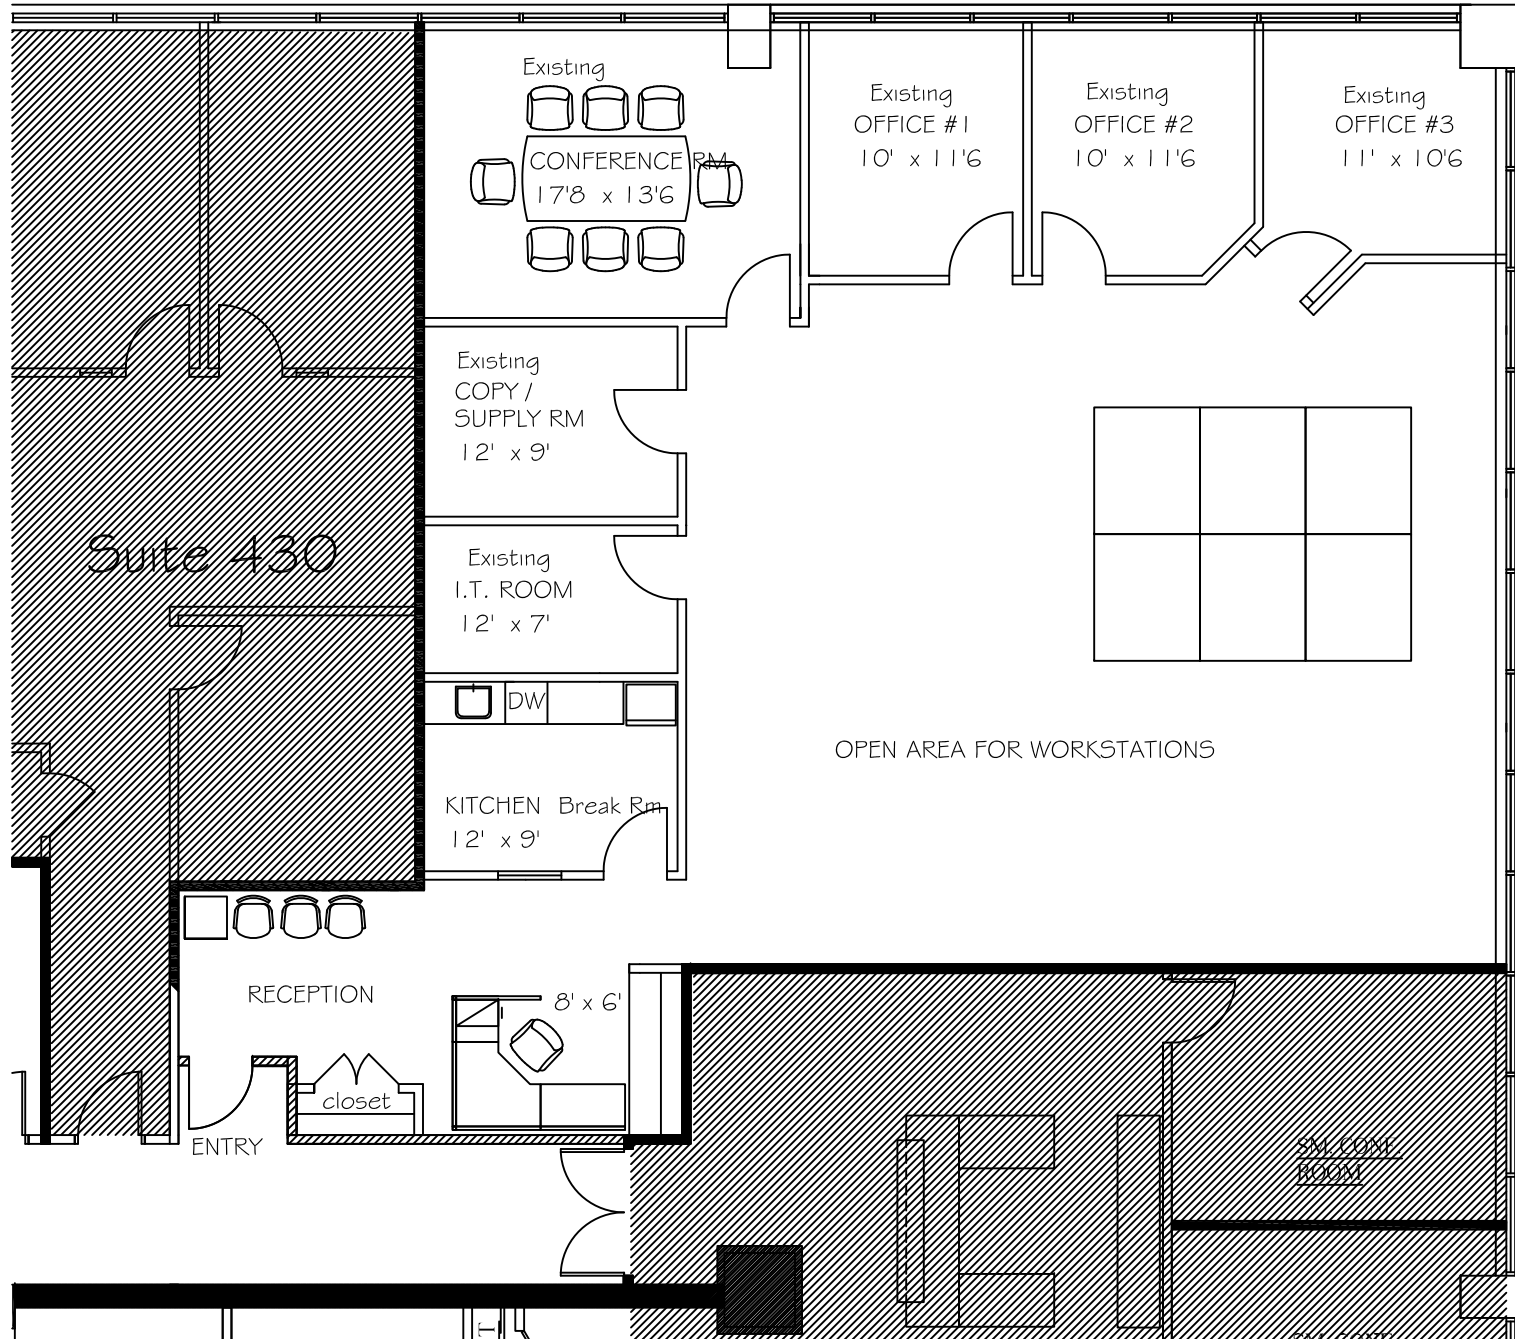 Existing
CONFERENCE RM
17'8 x 13'6
Existing
OFFICE #1
10' x 11'6
Existing
OFFICE #2
10' x 11'6
Existing
OFFICE #3
11' x 10'6
Existing
COPY /
SUPPLY RM
12' x 9'
Suite 430
Existing
I.T. ROOM
12' x 7'
DW
OPEN AREA FOR WORKSTATIONS
KITCHEN Break Rm
12' x 9'
RECEPTION
8' x 6'
closet
ENTRY
SM. CONF
ROOM